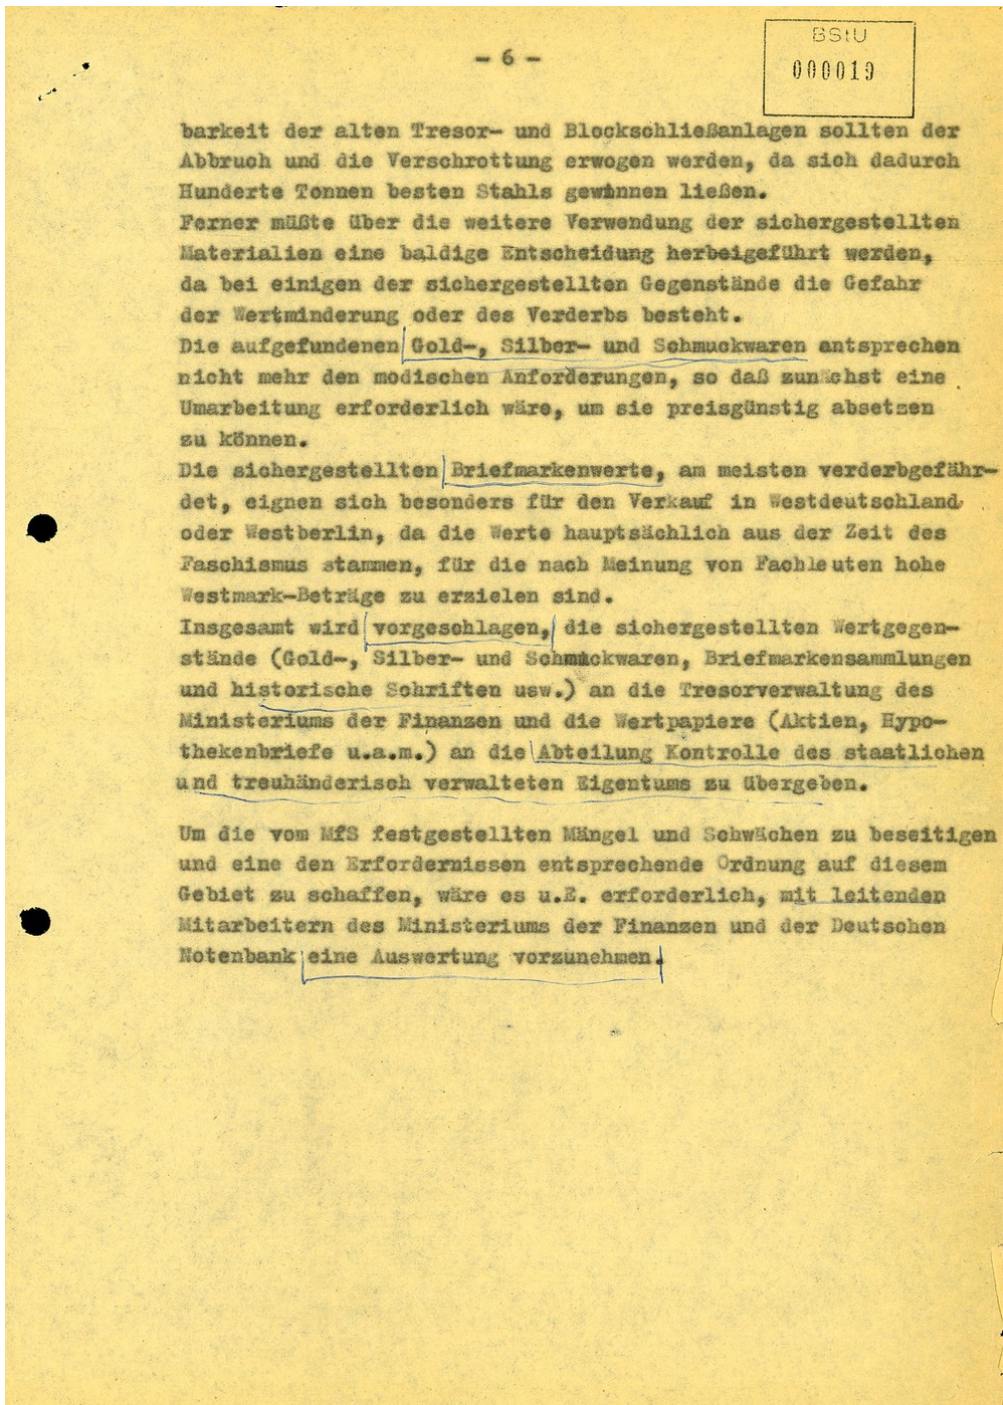 - 6 -
BStU
000019
barkeit der alten Tresor- und Blockschließanlagen sollten der
Abbruch und die Verschrottung erwogen werden, da sich dadurch
Hunderte Tonnen besten Stahls gewinnen ließen.
Ferner müßte über die weitere Verwendung der sichergestellten
Materialien eine baldige Entscheidung herbeigeführt werden,
da bei einigen der sichergestellten Gegenstände die Gefahr
der Wertminderung oder des Verderbs besteht.
Die aufgefundenen Gold-, Silber- und Schmuckwaren entsprechen
nicht mehr den modischen Anforderungen, so daß zunächst eine
Umarbeitung erforderlich wäre, um sie preisgünstig absetzen
zu können.
Die sichergestellten Briefmarkenwerte, am meisten verderbgefähr-
det, eignen sich besonders für den Verkauf in Westdeutschland
oder Westberlin, da die Werte hauptsächlich aus der Zeit des
Faschismus stammen, für die nach Meinung von Fachleuten hohe
Westmark-Beträge zu erzielen sind.
Insgesamt wird vorgeschlagen, die sichergestellten Wertgegen-
stände (Gold-, Silber- und Schmuckwaren, Briefmarkensammlungen
und historische Schriften usw.) an die Tresorverwaltung des
Ministeriums der Finanzen und die Wertpapiere (Aktien, Hypo-
thekenbriefe u.a.m.) an die Abteilung Kontrolle des staatlichen
und treuhänderisch verwalteten Eigentums zu übergeben.
Um die vom MfS festgestellten Mängel und Schwächen zu beseitigen
und eine den Erfordernissen entsprechende Ordnung auf diesem
Gebiet zu schaffen, wäre es u.E. erforderlich, mit leitenden
Mitarbeitern des Ministeriums der Finanzen und der Deutschen
Notenbank eine Auswertung vorzunehmen.